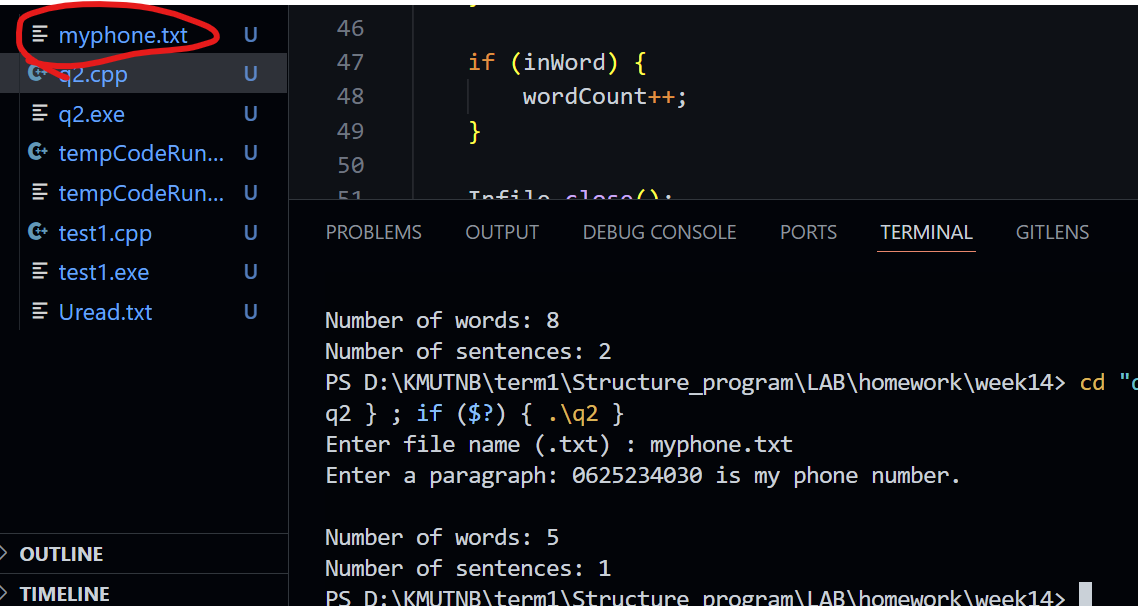 myphone.txt U
q2.cpp U
q2.exe U
tempCodeRun... U
tempCodeRun... U
test1.cpp U
test1.exe U
Uread.txt U
OUTLINE
TIMELINE
46
47 if (inWord) {
48 wordCount++;
49 }
50
51 Infile.close();
PROBLEMS OUTPUT DEBUG CONSOLE PORTS TERMINAL GITLENS
Number of words: 8
Number of sentences: 2
PS D:\KMUTNB\term1\Structure_program\LAB\homework\week14> cd "
q2 } ; if ($?) { .\q2 }
Enter file name (.txt) : myphone.txt
Enter a paragraph: 0625234030 is my phone number.
Number of words: 5
Number of sentences: 1
PS D:\KMUTNB\term1\Structure_program\LAB\homework\week14>